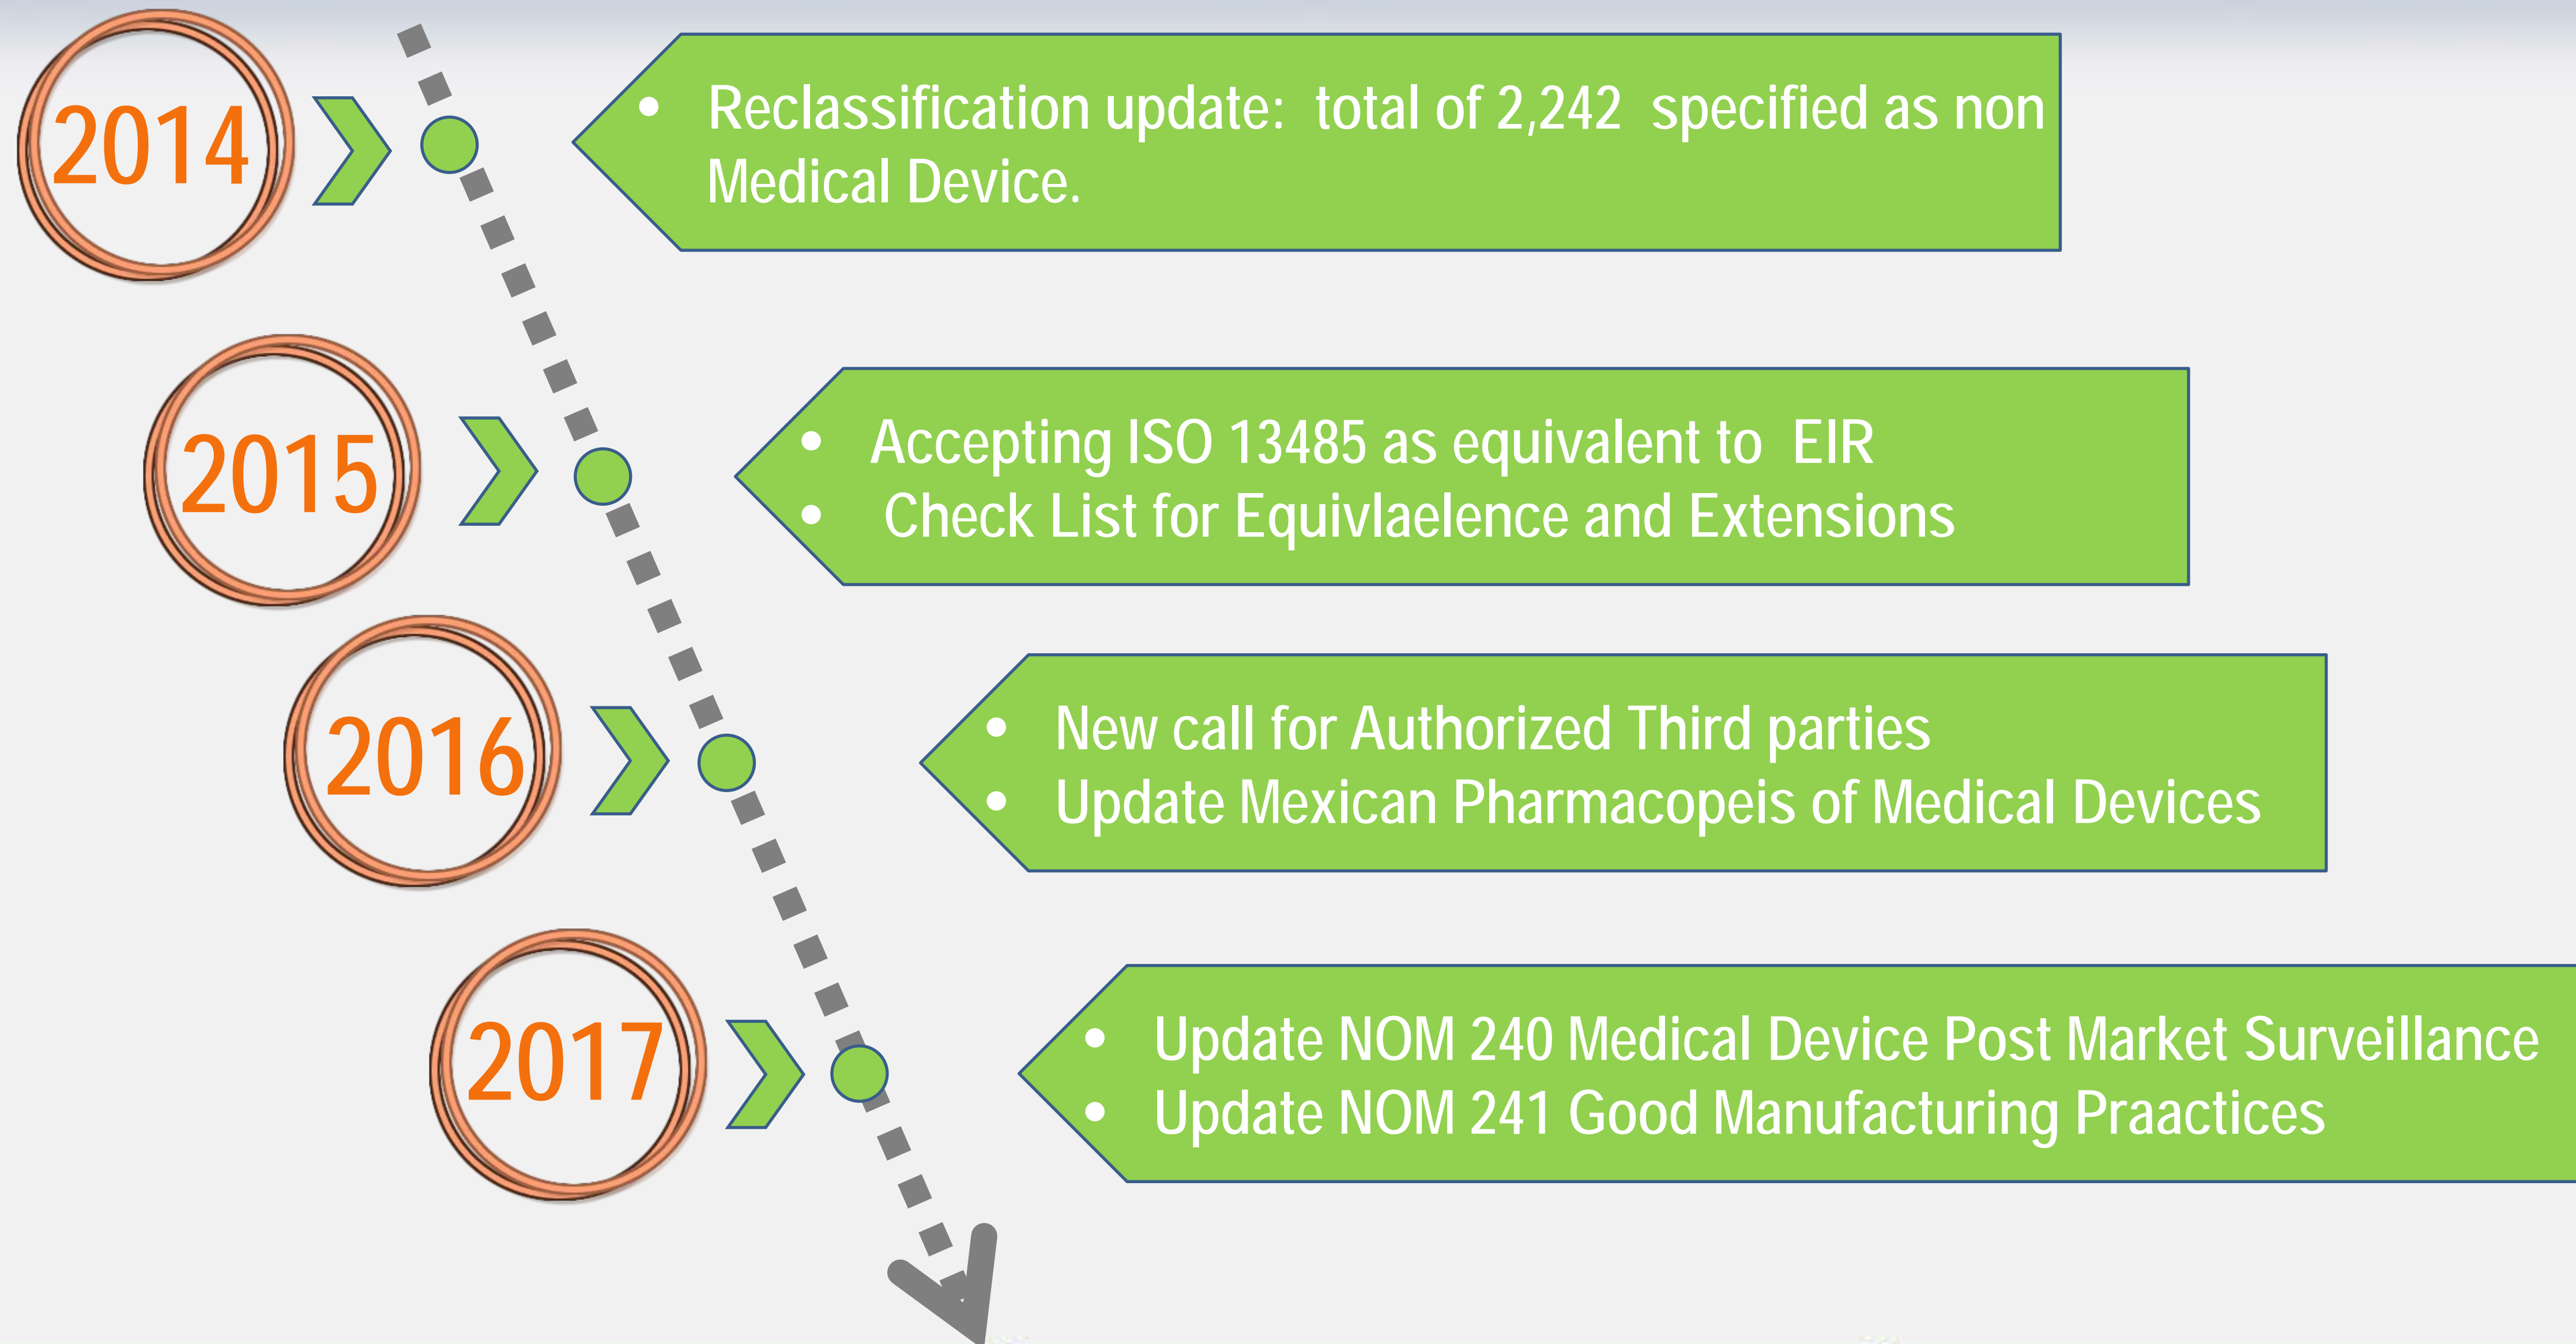 2014
• Reclassification update: total of 2,242 specified as non
Medical Device.
2015
• Accepting ISO 13485 as equivalent to EIR
• Check List for Equivlaelence and Extensions
2016
• New call for Authorized Third parties
• Update Mexican Pharmacopeis of Medical Devices
2017
• Update NOM 240 Medical Device Post Market Surveillance
• Update NOM 241 Good Manufacturing Praactices